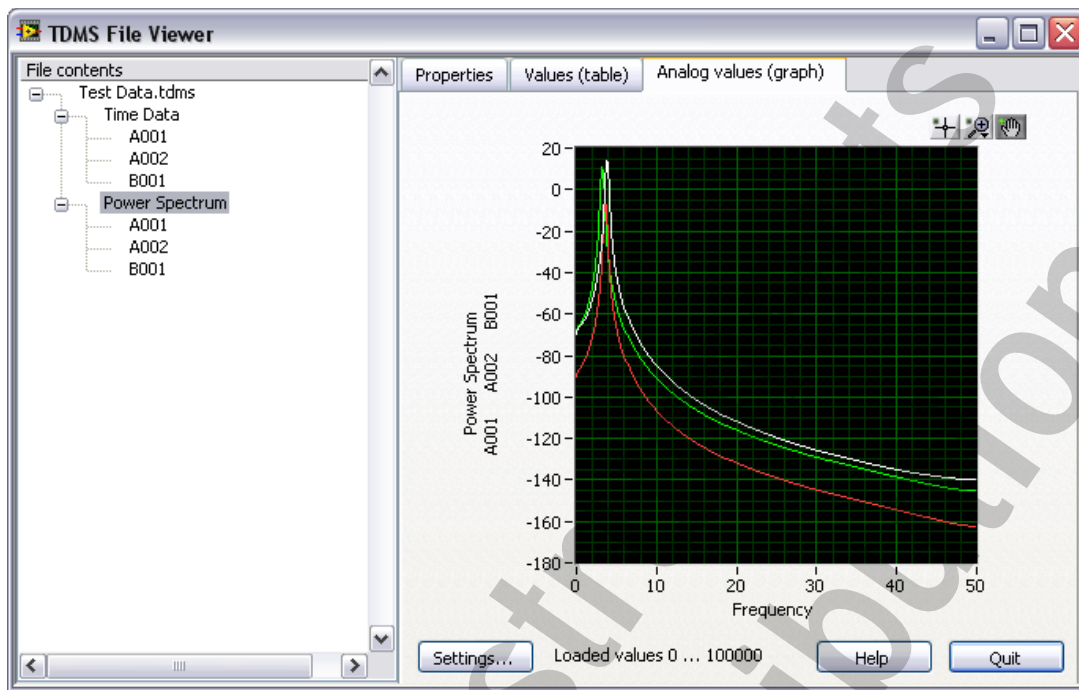 TDMS File Viewer
File contents
Test Data.tdms
Time Data
A001
A002
B001
Power Spectrum
A001
A002
B001
Properties
Values (table)
Analog values (graph)
20
0
-20
-40
-60
-80
-100
-120
-140
-160
-180
Power Spectrum
A001 A002 B001
0 10 20 30 40 50
Frequency
Settings...
Loaded values 0 ... 100000
Help
Quit